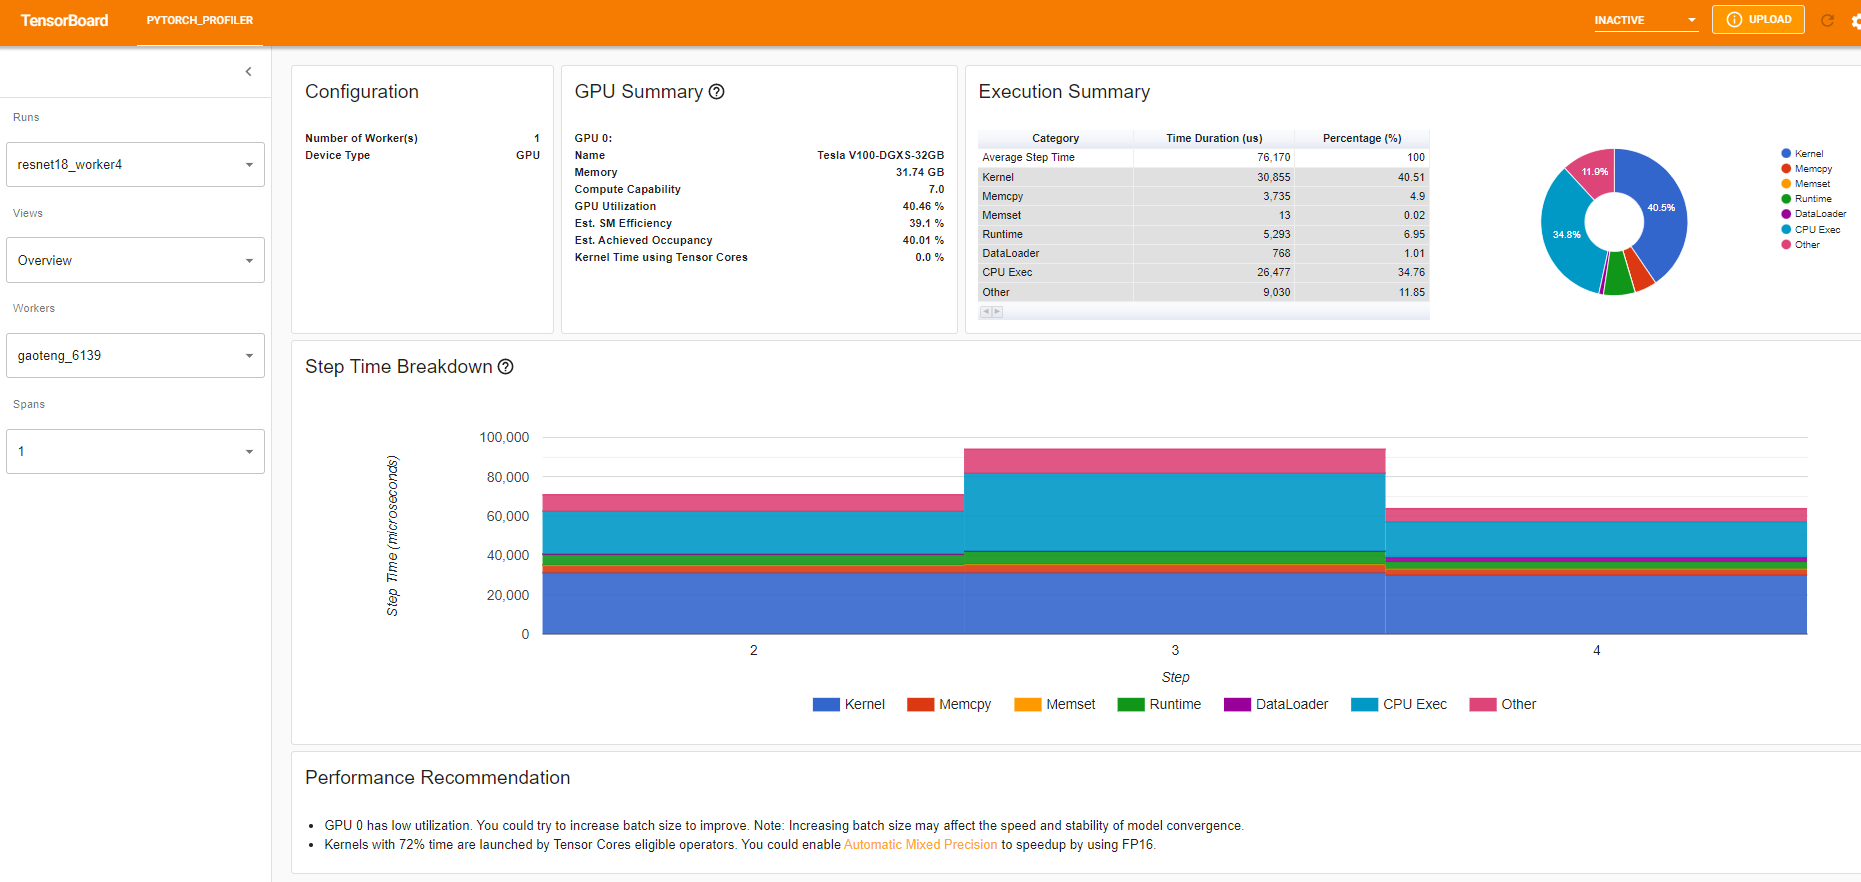 TensorBoard
PYTORCH_PROFILER
INACTIVE
UPLOAD
Runs
resnet18_worker4
Views
Overview
Workers
gaoteng_6139
Spans
1
Configuration
Number of Worker(s) 1
Device Type GPU
GPU Summary
GPU 0:
Name Tesla V100-DGXS-32GB
Memory 31.74 GB
Compute Capability 7.0
GPU Utilization 40.46 %
Est. SM Efficiency 39.1 %
Est. Achieved Occupancy 40.01 %
Kernel Time using Tensor Cores 0.0 %
Execution Summary
Category Time Duration (us) Percentage (%)
Average Step Time 76,170 100
Kernel 30,855 40.51
Memcpy 3,735 4.9
Memset 13 0.02
Runtime 5,293 6.95
DataLoader 768 1.01
CPU Exec 26,477 34.76
Other 9,030 11.85
11.9%
40.5%
34.8%
Kernel
Memcpy
Memset
Runtime
DataLoader
CPU Exec
Other
Step Time Breakdown
Step Time (microseconds)
100,000
80,000
60,000
40,000
20,000
0
2 3 4
Step
Kernel Memcpy Memset Runtime DataLoader CPU Exec Other
Performance Recommendation
• GPU 0 has low utilization. You could try to increase batch size to improve. Note: Increasing batch size may affect the speed and stability of model convergence.
• Kernels with 72% time are launched by Tensor Cores eligible operators. You could enable Automatic Mixed Precision to speedup by using FP16.